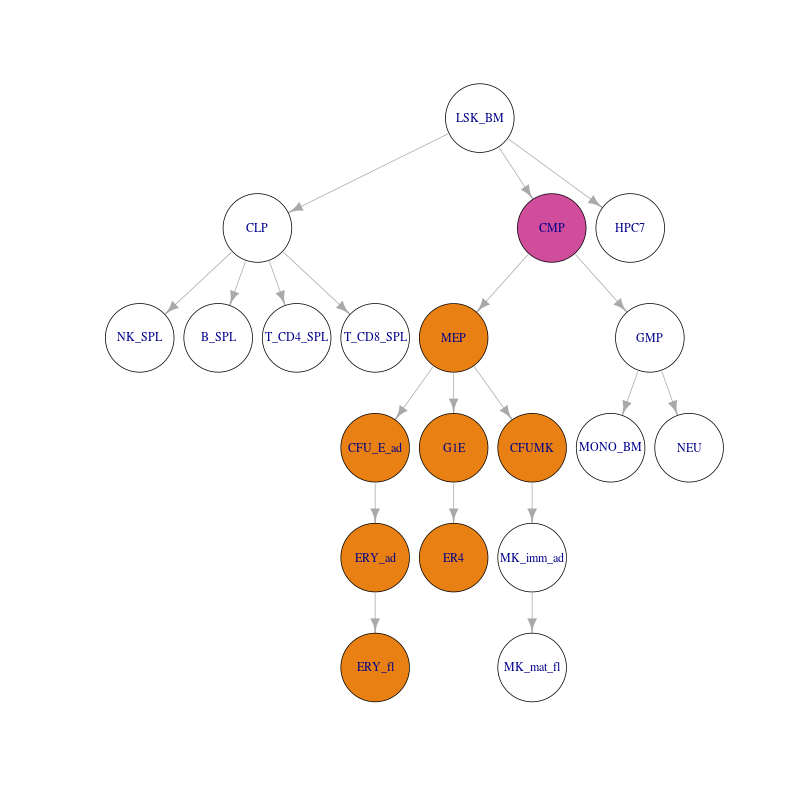 LSK_BM
CLP
CMP
HPC7
NK_SPL
B_SPL
T_CD4_SPL
T_CD8_SPL
MEP
GMP
CFU_E_ad
G1E
CFUMK
MONO_BM
NEU
ERY_ad
ER4
MK_imm_ad
ERY_fl
MK_mat_fl